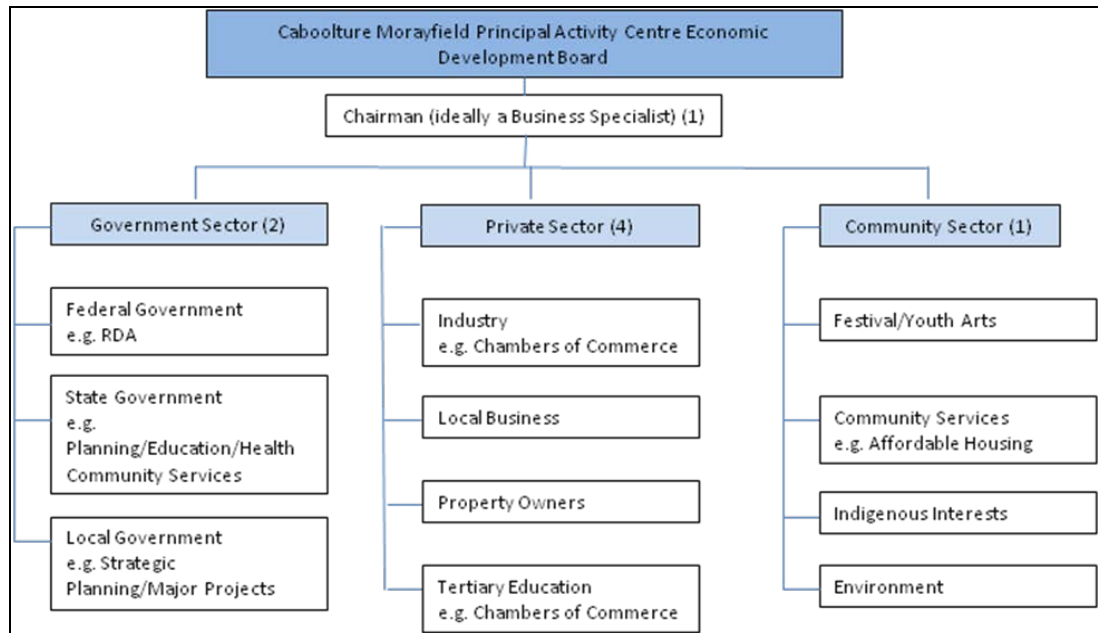 Caboolture Morayfield Principal Activity Centre Economic
Development Board
Chairman (ideally a Business Specialist) (1)
Government Sector (2)
Federal Government
e.g. RDA
State Government
e.g.
Planning/Education/Health
Community Services
Local Government
e.g. Strategic
Planning/Major Projects
Private Sector (4)
Industry
e.g. Chambers of Commerce
Local Business
Property Owners
Tertiary Education
e.g. Chambers of Commerce
Community Sector (1)
Festival/Youth Arts
Community Services
e.g. Affordable Housing
Indigenous Interests
Environment